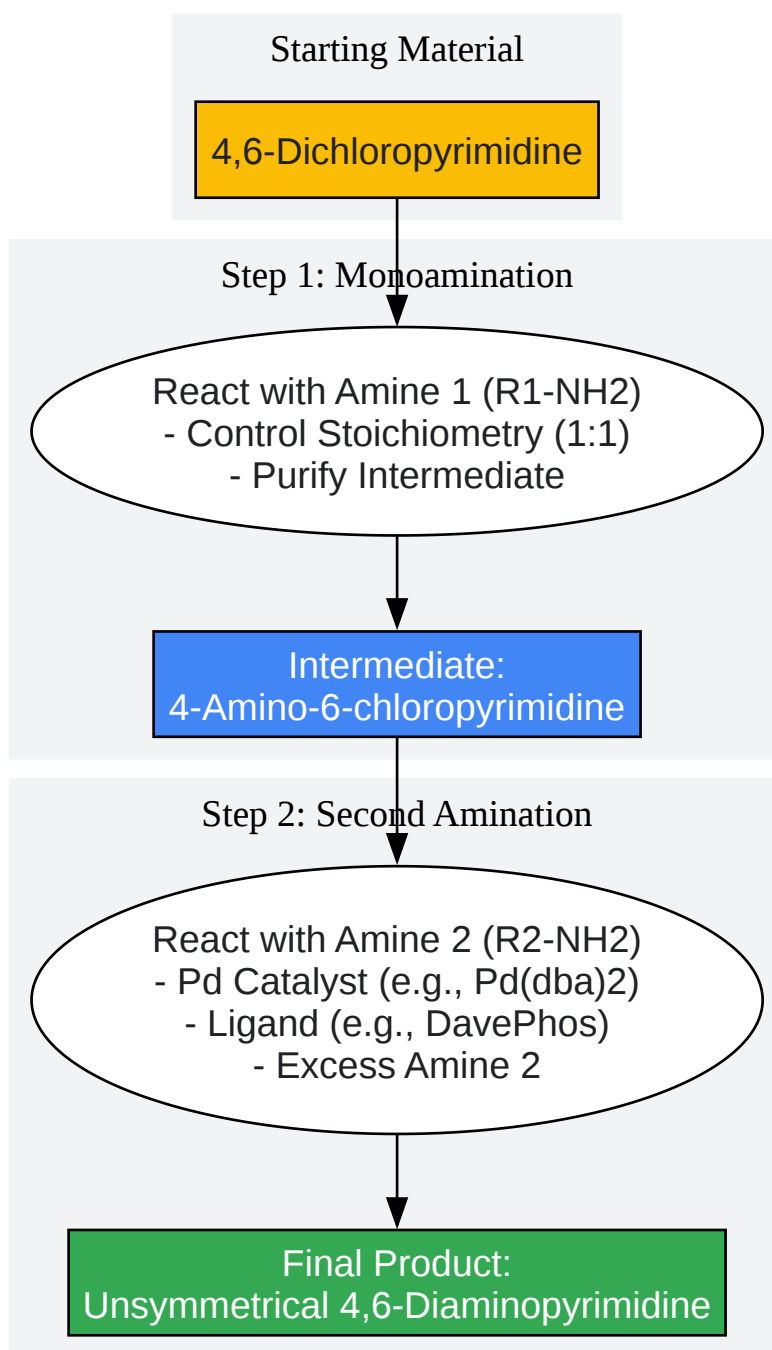 Starting Material
4,6-Dichloropyrimidine
Step 1: Monoamination
React with Amine 1 (R1-NH2)
- Control Stoichiometry (1:1)
- Purify Intermediate
Intermediate:
4-Amino-6-chloropyrimidine
Step 2: Second Amination
React with Amine 2 (R2-NH2)
- Pd Catalyst (e.g., Pd(dba)2)
- Ligand (e.g., DavePhos)
- Excess Amine 2
Final Product:
Unsymmetrical 4,6-Diaminopyrimidine